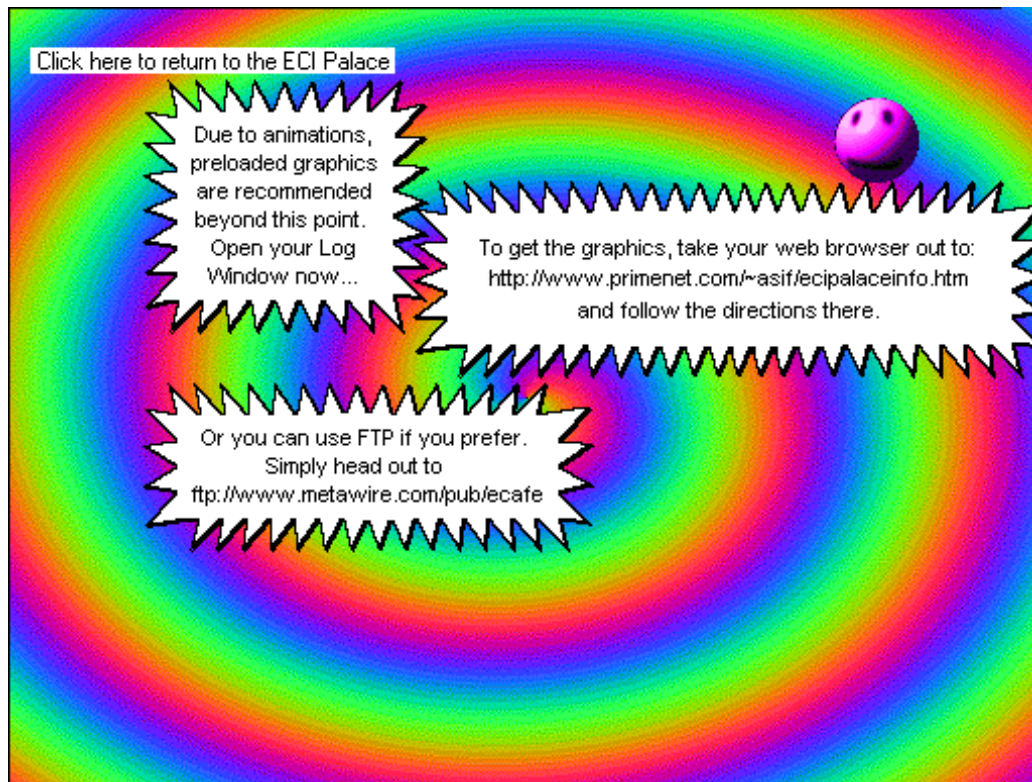 Click here to return to the ECI Palace
Due to animations,
preloaded graphics
are recommended
beyond this point.
Open your Log
Window now...
To get the graphics, take your web browser out to:
http://www.primenet.com/~asif/ecipalaceinfo.htm
and follow the directions there.
Or you can use FTP if you prefer.
Simply head out to
ftp://www.metawire.com/pub/ecafe